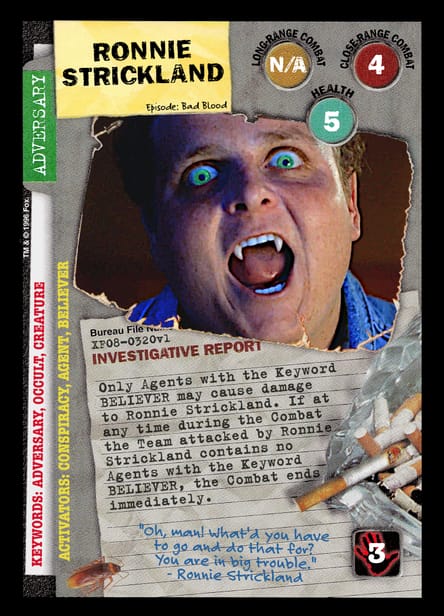 RONNIE
STRICKLAND
Episode: Bad Blood
LONG-RANGE COMBAT
N/A
CLOSE-RANGE COMBAT
4
HEALTH
5
ADVERSARY
TM & © 1996 Fox.
KEYWORDS: ADVERSARY, OCCULT, CREATURE
ACTIVATORS: CONSPIRACY, AGENT, BELIEVER
Bureau File
XF08-0320v1
INVESTIGATIVE REPORT
Only Agents with the Keyword
BELIEVER may cause damage
to Ronnie Strickland. If at
any time during the Combat
the Team attacked by Ronnie
Strickland contains no
Agents with the Keyword
BELIEVER, the Combat ends
immediately.
"Oh, man! What'd you have
to go and do that for?
You are in big trouble."
- Ronnie Strickland
3